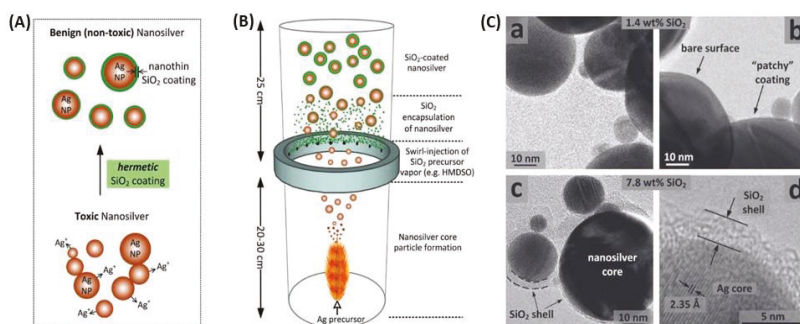 (A)
Benign (non-toxic) Nanosilver
Ag
NP
nanothin
SiO₂ coating
Ag
NP
hermetic
SiO₂ coating
Toxic Nanosilver
Ag⁺
Ag
NP
Ag⁺
Ag⁺
Ag
NP
Ag⁺
Ag⁺
Ag⁺
(B)
25 cm
20-30 cm
SiO₂-coated
nanosilver
SiO₂
encapsulation
of nanosilver
Swirl-injection of
SiO₂ precursor
vapor (e.g. HMDSO)
Nanosilver core
particle formation
Ag precursor
(C)
1.4 wt% SiO₂
a
10 nm
b
bare surface
"patchy"
coating
10 nm
7.8 wt% SiO₂
c
nanosilver
core
SiO₂ shell
10 nm
d
SiO₂
shell
Ag core
2.35 Å
5 nm